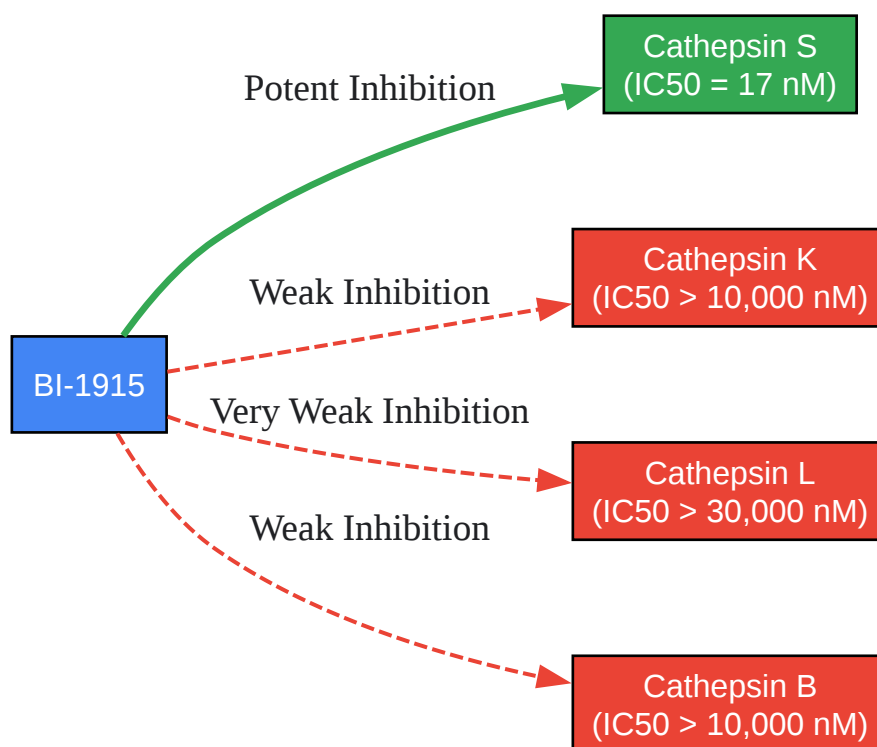 Cathepsin S
(IC50 = 17 nM)
Potent Inhibition
Cathepsin K
(IC50 > 10,000 nM)
Weak Inhibition
BI-1915
Very Weak Inhibition
Cathepsin L
(IC50 > 30,000 nM)
Weak Inhibition
Cathepsin B
(IC50 > 10,000 nM)